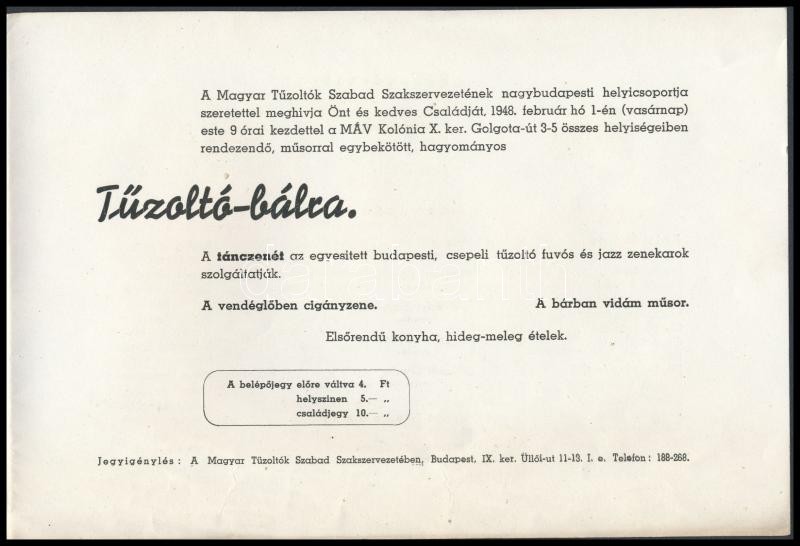 A Magyar Tűzoltók Szabad Szakszervezetének nagybudapesti helyicsoportja
szeretettel meghivja Önt és kedves Családját, 1948. február hó 1-én (vasárnap)
este 9 órai kezdettel a MÁV Kolónia X. ker. Golgota-út 3-5 összes helyiségeiben
rendezendő, műsorral egybekötött, hagyományos
Tűzoltó-bálra.
A tánczenét az egyesitett budapesti, csepeli tűzoltó fuvós és jazz zenekarok
szolgáltatják.
darabanth
A vendéglőben cigányzene. A bárban vidám műsor.
Elsőrendű konyha, hideg-meleg ételek.
A belépőjegy előre váltva 4. Ft
helyszinen 5.— „
családjegy 10.— „
Jegyigénylés: A Magyar Tűzoltók Szabad Szakszervezetében, Budapest, IX. ker. Üllői-ut 11-13. I. e. Telefon: 188-268.